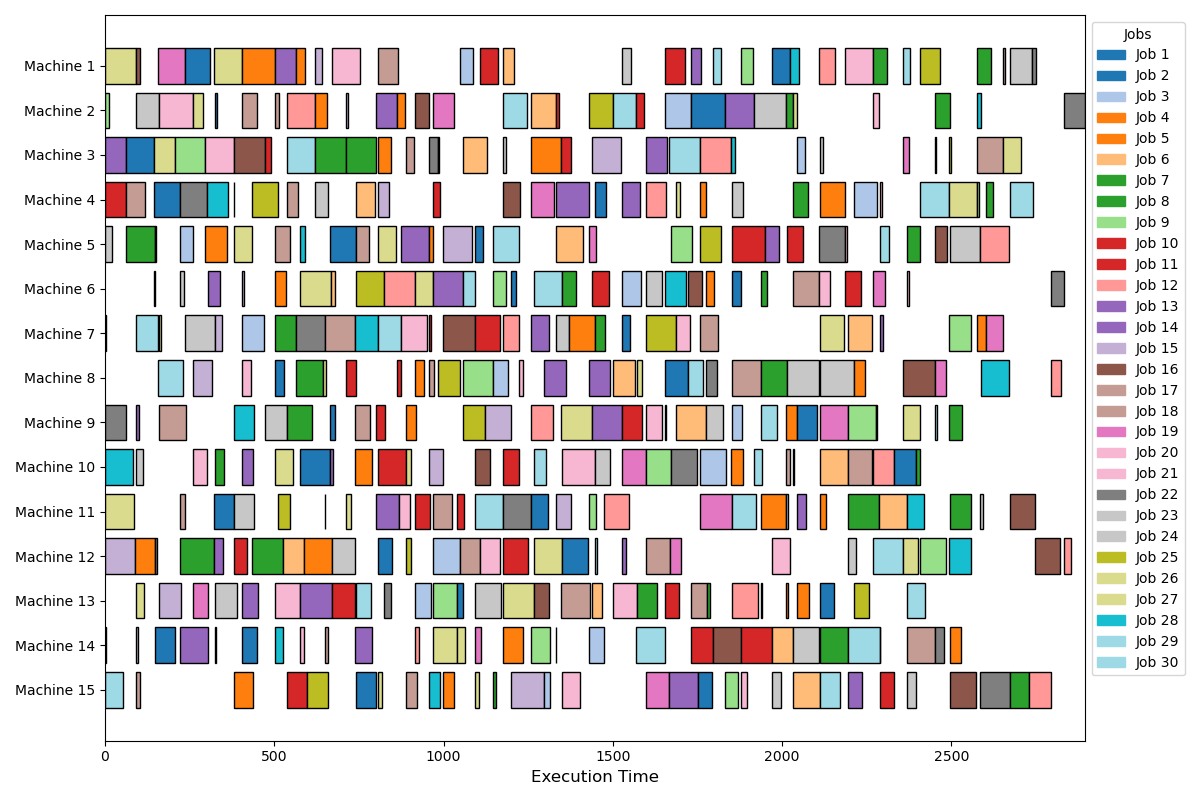 Machine 1
Machine 2
Machine 3
Machine 4
Machine 5
Machine 6
Machine 7
Machine 8
Machine 9
Machine 10
Machine 11
Machine 12
Machine 13
Machine 14
Machine 15
0 500 1000 1500 2000 2500
Execution Time
Jobs
Job 1
Job 2
Job 3
Job 4
Job 5
Job 6
Job 7
Job 8
Job 9
Job 10
Job 11
Job 12
Job 13
Job 14
Job 15
Job 16
Job 17
Job 18
Job 19
Job 20
Job 21
Job 22
Job 23
Job 24
Job 25
Job 26
Job 27
Job 28
Job 29
Job 30